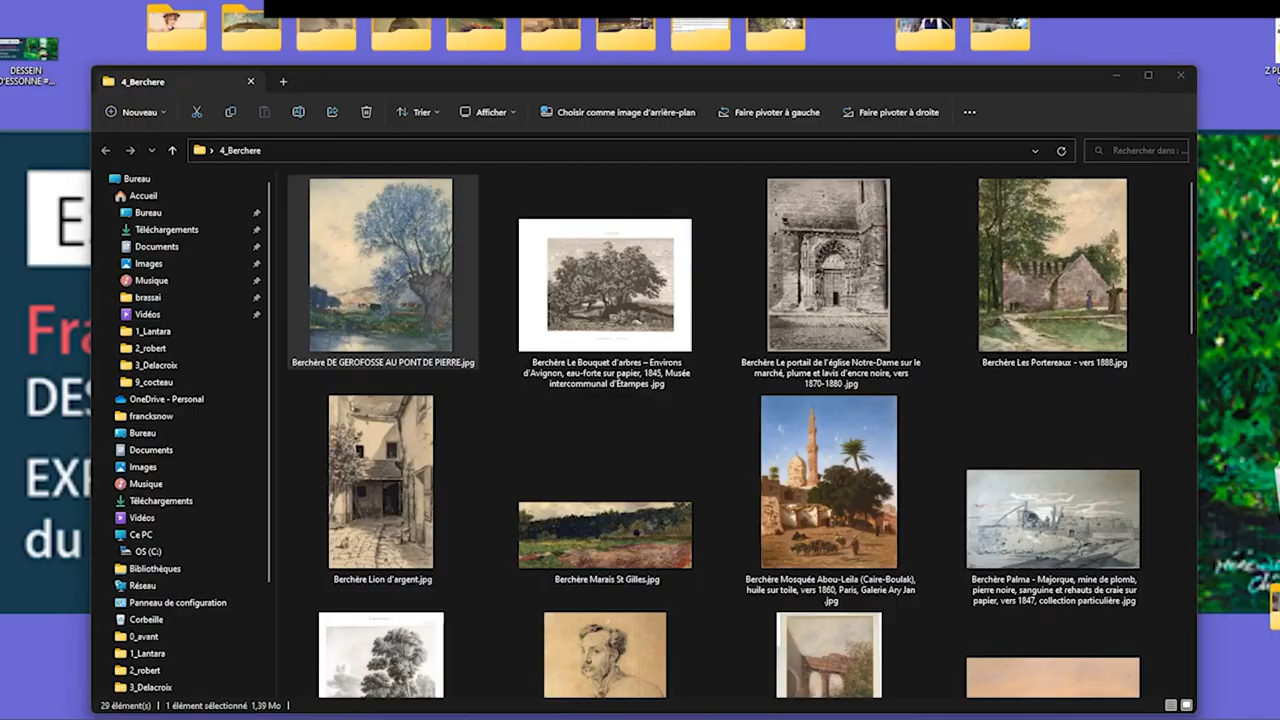 DESSEIN
D'ESSONNE #...
4_Berchere
Nouveau
Trier
Afficher
Choisir comme image d'arrière-plan
Faire pivoter à gauche
Faire pivoter à droite
4_Berchere
Rechercher dans : ...
Bureau
Accueil
Bureau
Téléchargements
Documents
Images
Musique
brassai
Vidéos
1_Lantara
2_robert
3_Delacroix
9_cocteau
OneDrive - Personal
francksnow
Bureau
Documents
Images
Musique
Téléchargements
Vidéos
Ce PC
OS (C:)
Bibliothèques
Réseau
Panneau de configuration
Corbeille
0_avant
1_Lantara
2_robert
3_Delacroix
Berchère DE GEROFOSSE AU PONT DE PIERRE.jpg
Berchère Le Bouquet d'arbres – Environs
d'Avignon, eau-forte sur papier, 1845, Musée
intercommunal d'Étampes .jpg
Berchère Le portail de l'église Notre-Dame sur le
marché, plume et lavis d'encre noire, vers
1870-1880 .jpg
Berchère Les Portereaux - vers 1888.jpg
Berchère Lion d'argent.jpg
Berchère Marais St Gilles.jpg
Berchère Mosquée Abou-Leila (Caire-Boulak),
huile sur toile, vers 1860, Paris, Galerie Ary Jan
.jpg
Berchère Palma - Majorque, mine de plomb,
pierre noire, sanguine et rehauts de craie sur
papier, vers 1847, collection particulière .jpg
29 élément(s)
1 élément sélectionné 1,39 Mo
Fra
DES
EXP
du